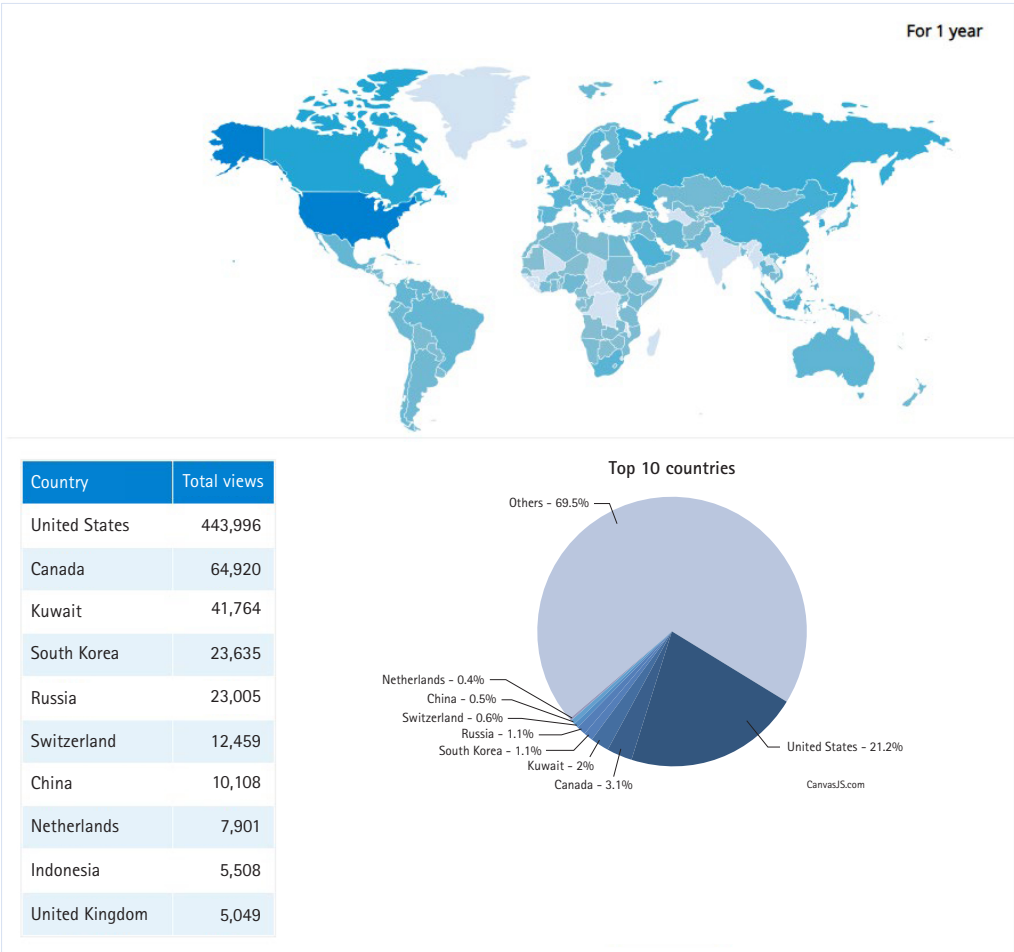 For 1 year
Country Total views
United States 443,996
Canada 64,920
Kuwait 41,764
South Korea 23,635
Russia 23,005
Switzerland 12,459
China 10,108
Netherlands 7,901
Indonesia 5,508
United Kingdom 5,049
Top 10 countries
Others - 69.5%
Netherlands - 0.4%
China - 0.5%
Switzerland - 0.6%
Russia - 1.1%
South Korea - 1.1%
Kuwait - 2%
Canada - 3.1%
United States - 21.2%
CanvasJS.com